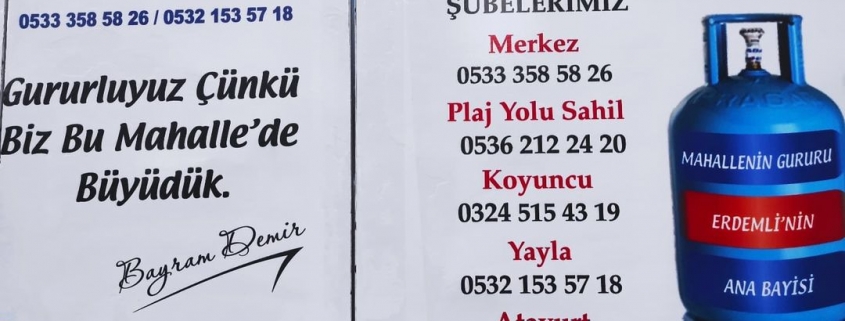 0533 358 58 26 / 0532 153 57 18
Gururluyuz Çünkü
Biz Bu Mahalle’de
Büyüdük.
Bayram Demir
ŞUBELERİMİZ
Merkez
0533 358 58 26
Plaj Yolu Sahil
0536 212 24 20
Koyuncu
0324 515 43 19
Yayla
0532 153 57 18
Atayurt
MAHALLENİN GURURU
ERDEMLİ’NİN
ANA BAYİSİ